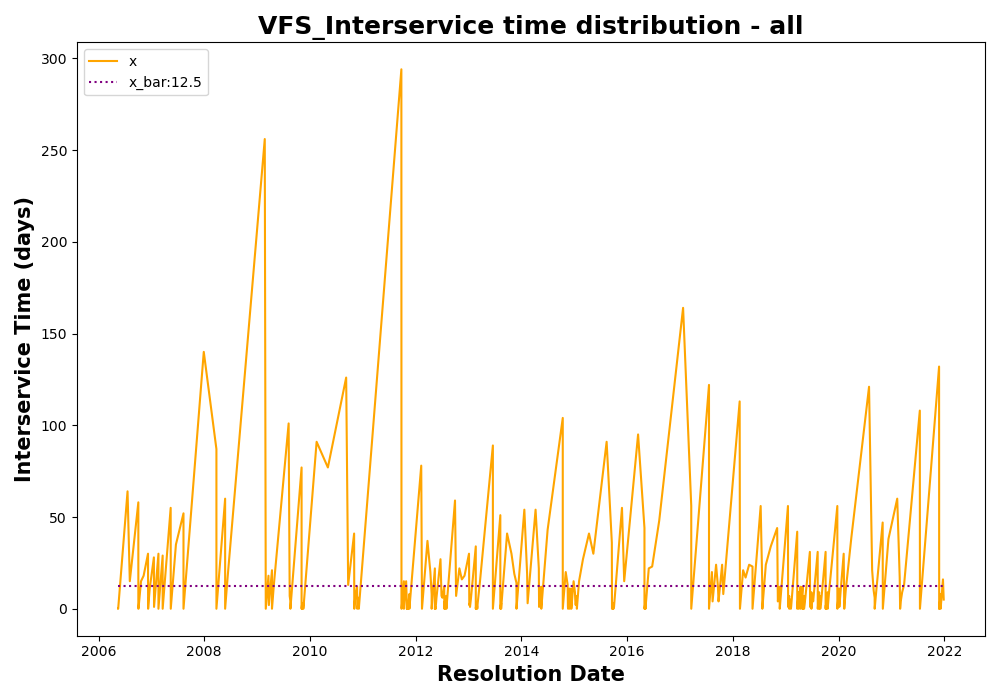 VFS_Interservice time distribution - all
x
x_bar:12.5
Interservice Time (days)
300
250
200
150
100
50
0
2006 2008 2010 2012 2014 2016 2018 2020 2022
Resolution Date